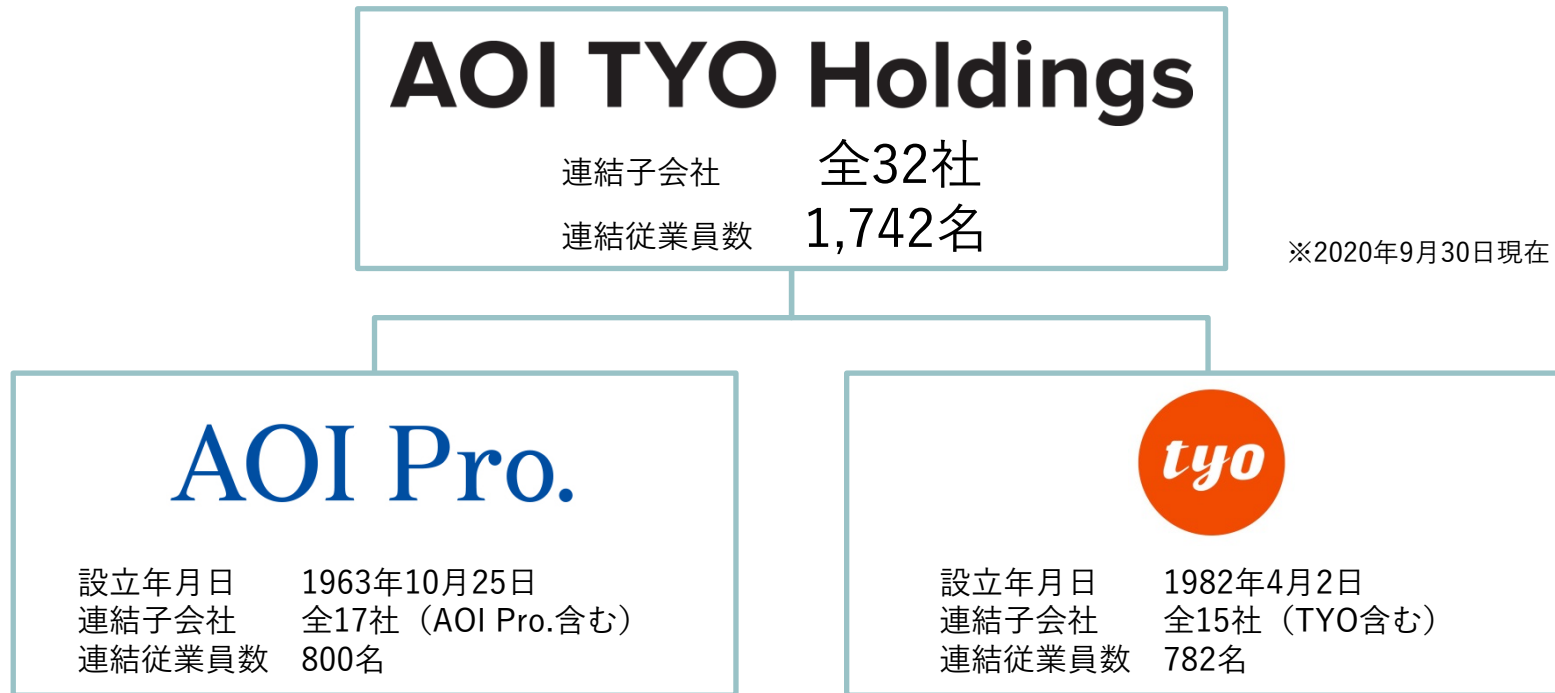 AOI TYO Holdings
連結子会社 全32社
連結従業員数 1,742名
※2020年9月30日現在
AOI Pro.
設立年月日 1963年10月25日
連結子会社 全17社（AOI Pro.含む）
連結従業員数 800名
tyo
設立年月日 1982年4月2日
連結子会社 全15社（TYO含む）
連結従業員数 782名